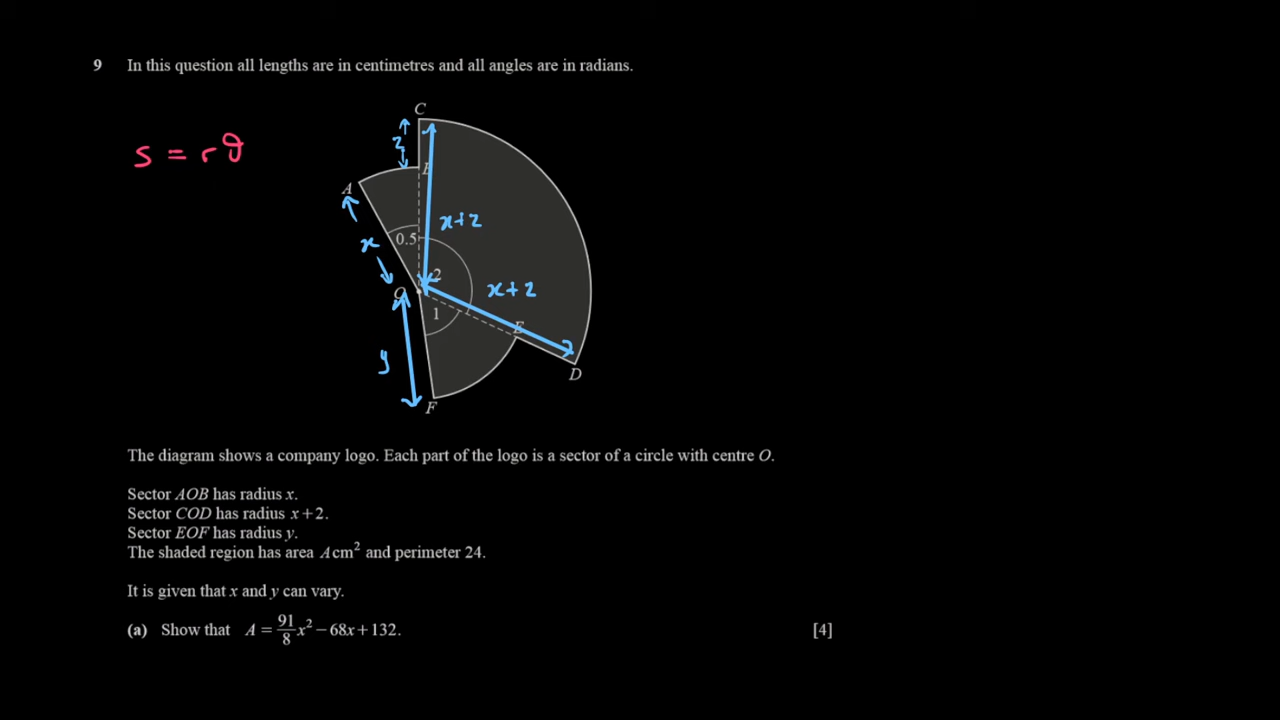 9 In this question all lengths are in centimetres and all angles are in radians.
s = rθ
C
2
B
A
x
0.5
x+2
2
O
x+2
1
E
y
D
F
The diagram shows a company logo. Each part of the logo is a sector of a circle with centre O.
Sector AOB has radius x.
Sector COD has radius x+2.
Sector EOF has radius y.
The shaded region has area A cm² and perimeter 24.
It is given that x and y can vary.
(a) Show that A = 91/8 x² − 68x + 132. [4]